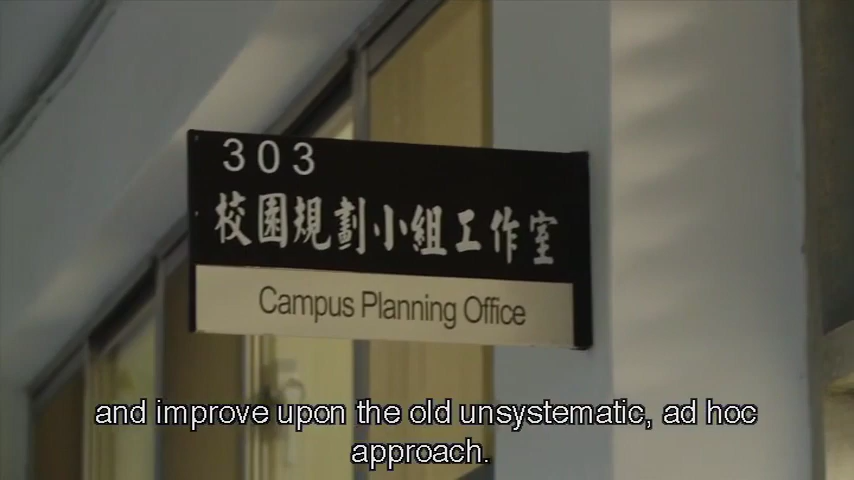 303
校園規劃小組工作室
Campus Planning Office
and improve upon the old unsystematic, ad hoc
approach.